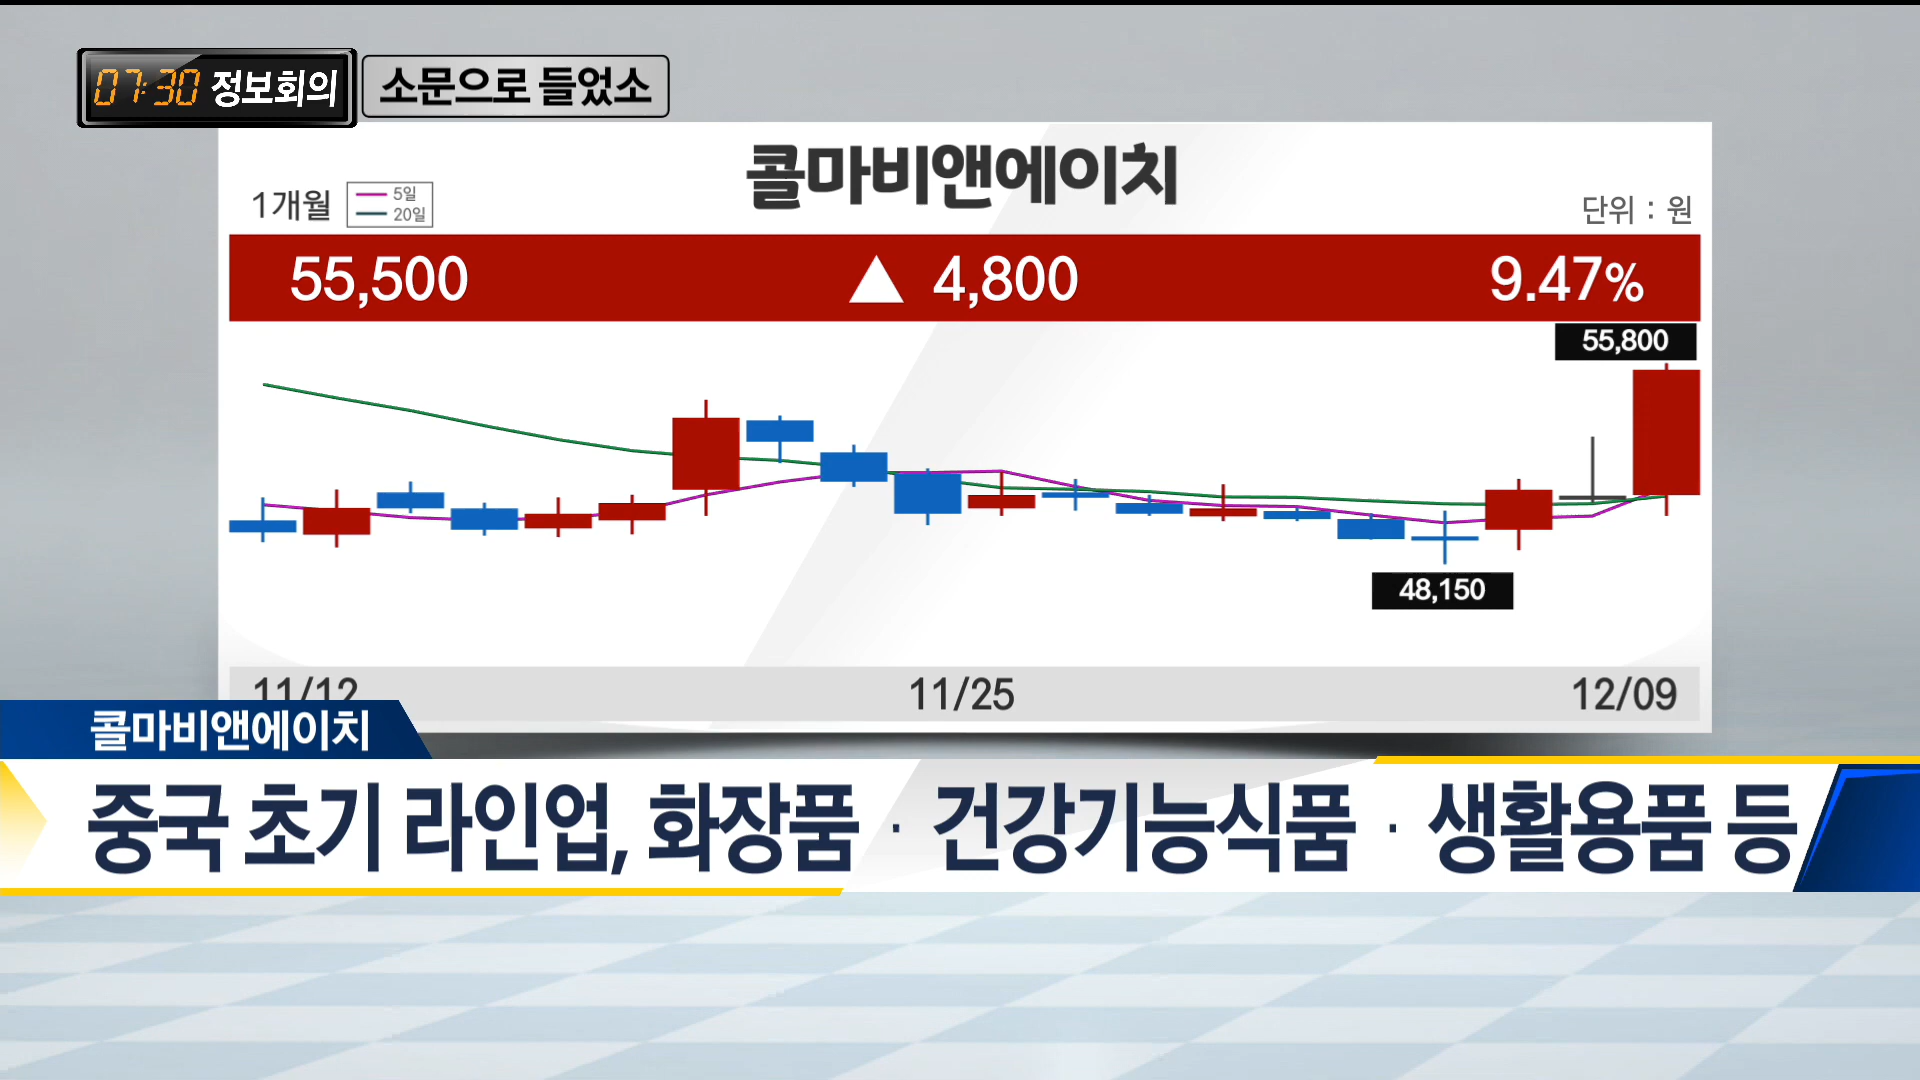 07:30 정보회의
소문으로 들었소
콜마비앤에이치
1개월
5일
20일
단위 : 원
55,500 ▲ 4,800 9.47%
55,800
48,150
11/12 11/25 12/09
콜마비앤에이치
중국 초기 라인업, 화장품 · 건강기능식품 · 생활용품 등